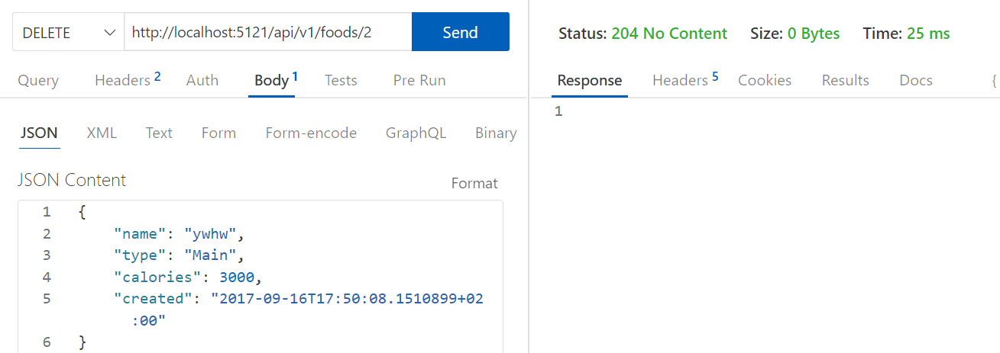 DELETE http://localhost:5121/api/v1/foods/2 Send
Query Headers 2 Auth Body 1 Tests Pre Run
JSON XML Text Form Form-encode GraphQL Binary
JSON Content
Format
1 {
2 "name": "ywhw",
3 "type": "Main",
4 "calories": 3000,
5 "created": "2017-09-16T17:50:08.1510899+02
:00"
6 }
Status: 204 No Content Size: 0 Bytes Time: 25 ms
Response Headers 5 Cookies Results Docs {
1